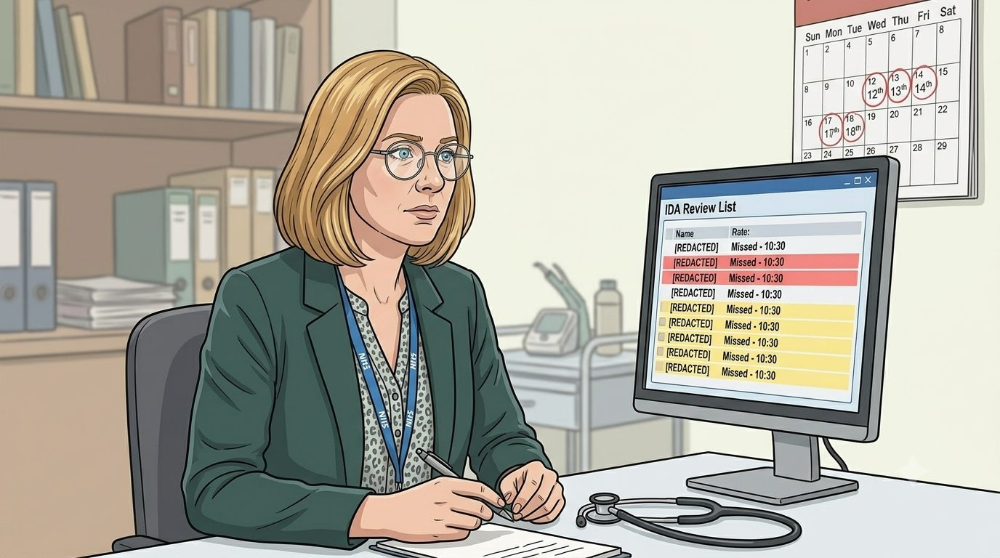 Sun Mon Tue Wed Thu Fri Sat
1 2 4 5 6 7 8
8 9 10 12 13 14 15
12th 13th 14th
16 17 18 19 20 21 22
17th 18th
23 24 25 26 27 28 29
IDA Review List
Name Rate:
[REDACTED] Missed - 10:30
[REDACTED] Missed - 10:30
[REDACTED] Missed - 10:30
[REDACTED] Missed - 10:30
[REDACTED] Missed - 10:30
[REDACTED] Missed - 10:30
[REDACTED] Missed - 10:30
[REDACTED] Missed - 10:30
[REDACTED] Missed - 10:30
NHS